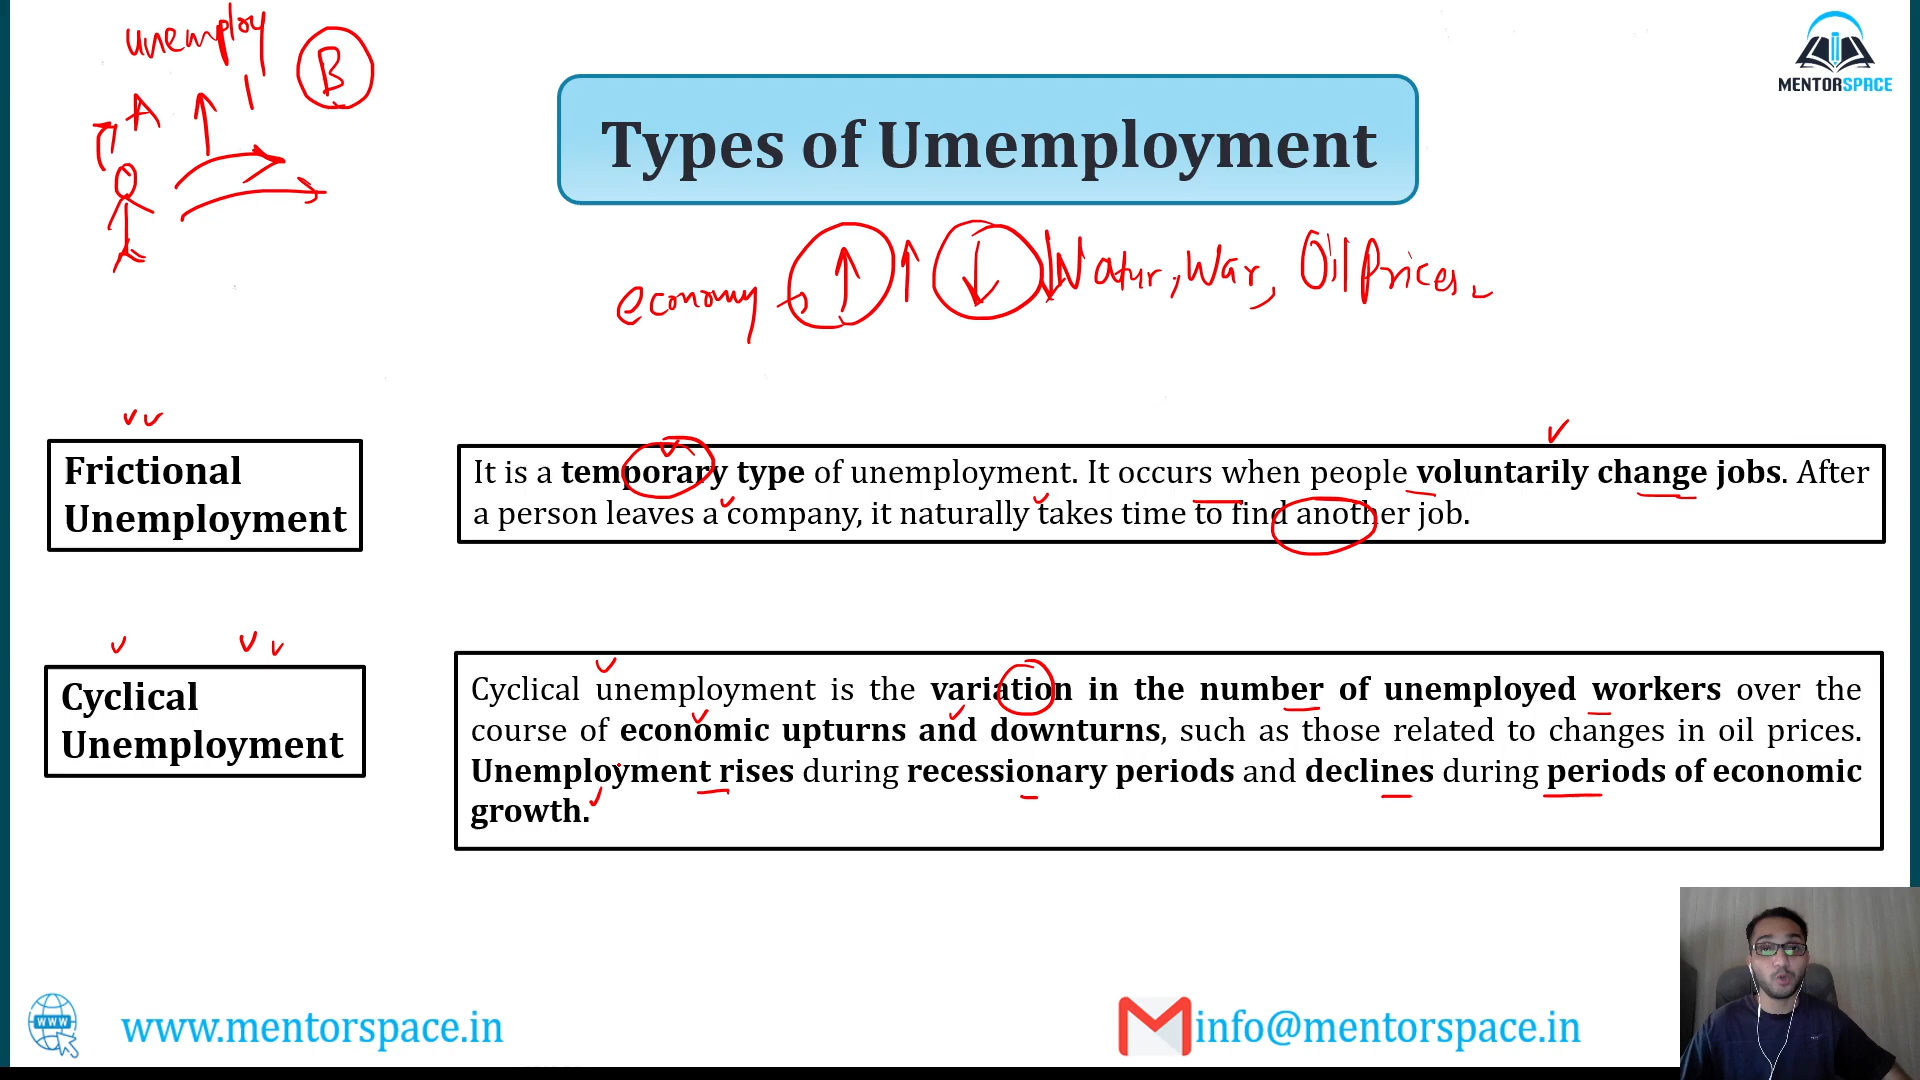 unemploy
B
A
MENTORSPACE
Types of Umemployment
economy → ↑ ↑ ↓ ↓ Natur, War, Oil Prices
Frictional
Unemployment
It is a temporary type of unemployment. It occurs when people voluntarily change jobs. After
a person leaves a company, it naturally takes time to find another job.
Cyclical
Unemployment
Cyclical unemployment is the variation in the number of unemployed workers over the
course of economic upturns and downturns, such as those related to changes in oil prices.
Unemployment rises during recessionary periods and declines during periods of economic
growth.
WWW
www.mentorspace.in
info@mentorspace.in